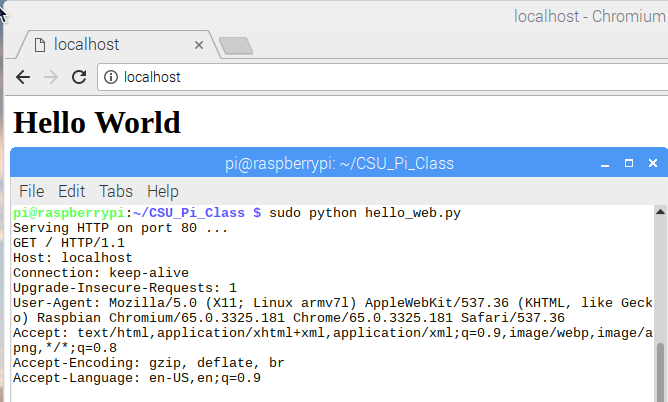 localhost - Chromium
localhost
localhost
Hello World
pi@raspberrypi: ~/CSU_Pi_Class
File Edit Tabs Help
pi@raspberrypi:~/CSU_Pi_Class $ sudo python hello_web.py
Serving HTTP on port 80 ...
GET / HTTP/1.1
Host: localhost
Connection: keep-alive
Upgrade-Insecure-Requests: 1
User-Agent: Mozilla/5.0 (X11; Linux armv7l) AppleWebKit/537.36 (KHTML, like Geck
o) Raspbian Chromium/65.0.3325.181 Chrome/65.0.3325.181 Safari/537.36
Accept: text/html,application/xhtml+xml,application/xml;q=0.9,image/webp,image/a
png,*/*;q=0.8
Accept-Encoding: gzip, deflate, br
Accept-Language: en-US,en;q=0.9